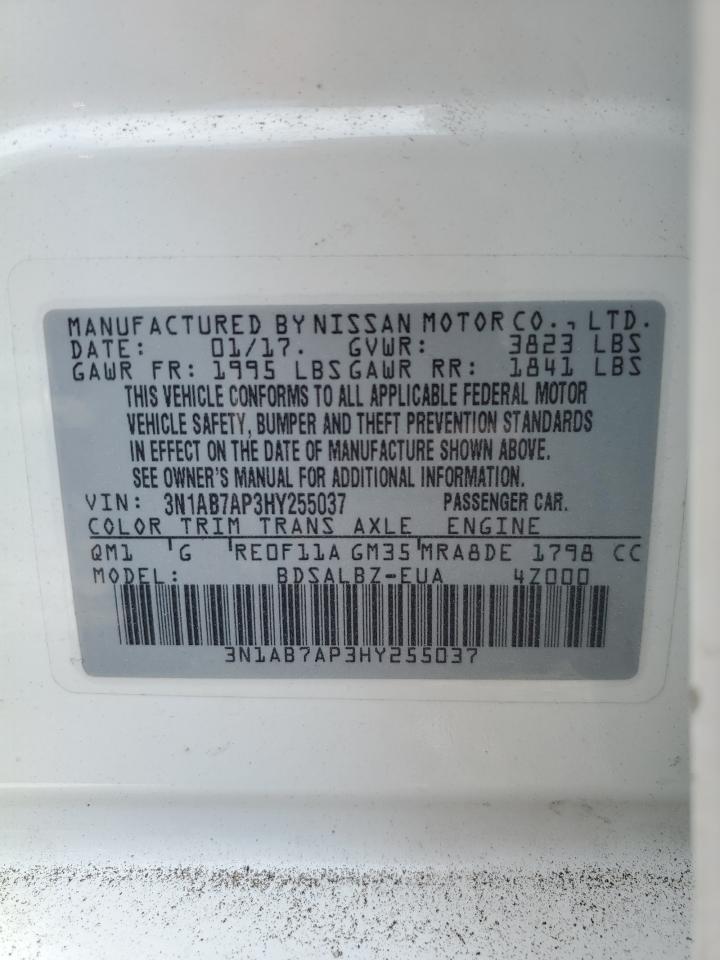 MANUFACTURED BY NISSAN MOTOR CO., LTD.
DATE: 01/17. GVWR: 3823 LBS
GAWR FR: 1995 LBS GAWR RR: 1841 LBS
THIS VEHICLE CONFORMS TO ALL APPLICABLE FEDERAL MOTOR
VEHICLE SAFETY, BUMPER AND THEFT PREVENTION STANDARDS
IN EFFECT ON THE DATE OF MANUFACTURE SHOWN ABOVE.
SEE OWNER'S MANUAL FOR ADDITIONAL INFORMATION.
VIN: 3N1AB7AP3HY255037 PASSENGER CAR.
COLOR TRIM TRANS AXLE ENGINE
QM1 G RE0F11A GM35 MRA8DE 1798 CC
MODEL: BDSALBZ-EUA 4Z000
3N1AB7AP3HY255037